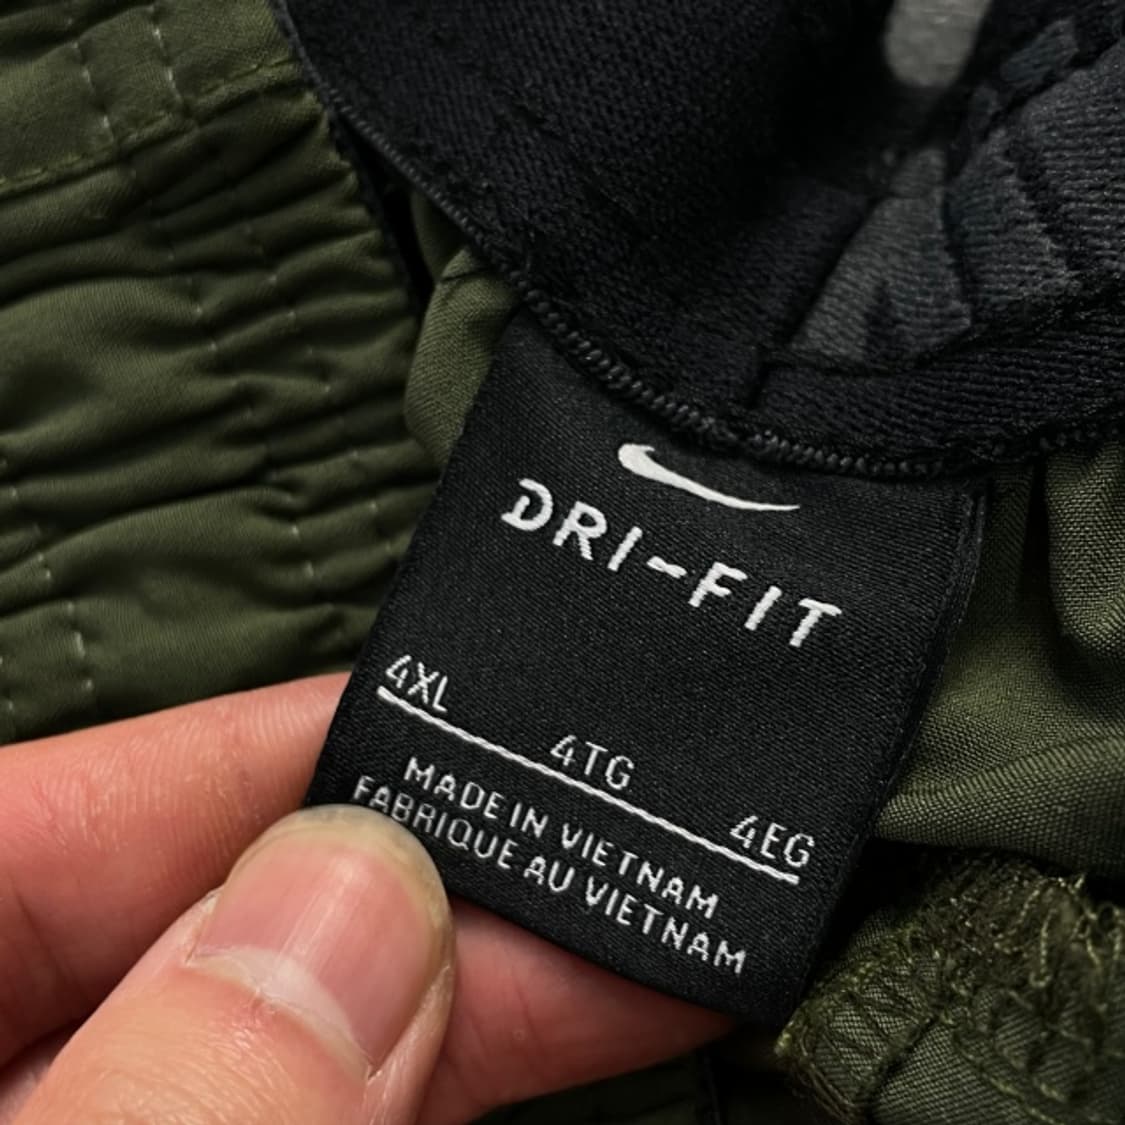 DRI-FIT
4XL 4TG 4EG
MADE IN VIETNAM
FABRIQUE AU VIETNAM